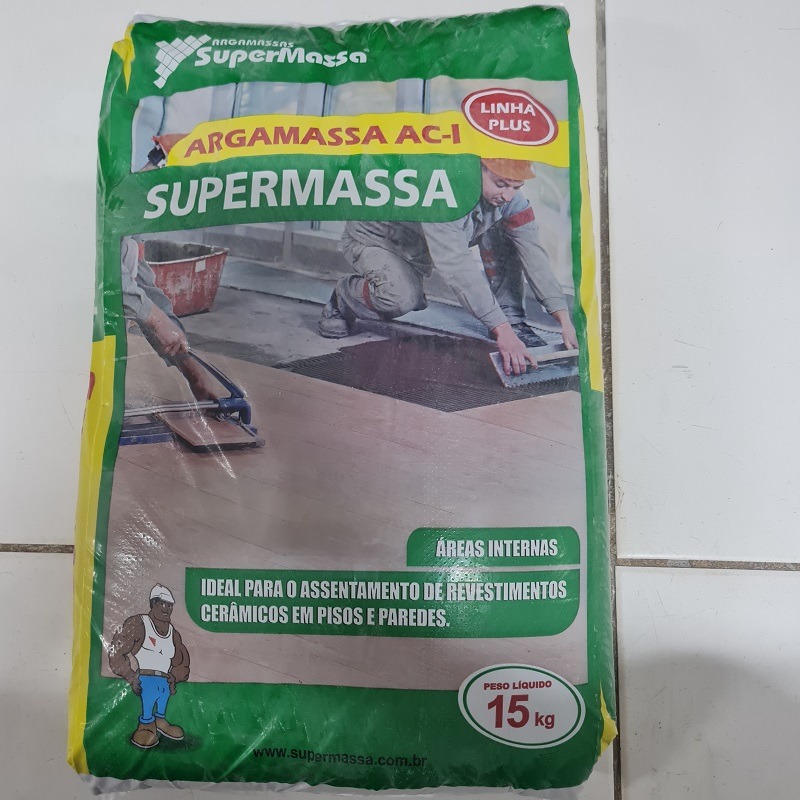 ARGAMASSAS
SuperMassa
LINHA
PLUS
ARGAMASSA AC-I
SUPERMASSA
ÁREAS INTERNAS
IDEAL PARA O ASSENTAMENTO DE REVESTIMENTOS
CERÂMICOS EM PISOS E PAREDES.
PESO LÍQUIDO
15 kg
www.supermassa.com.br